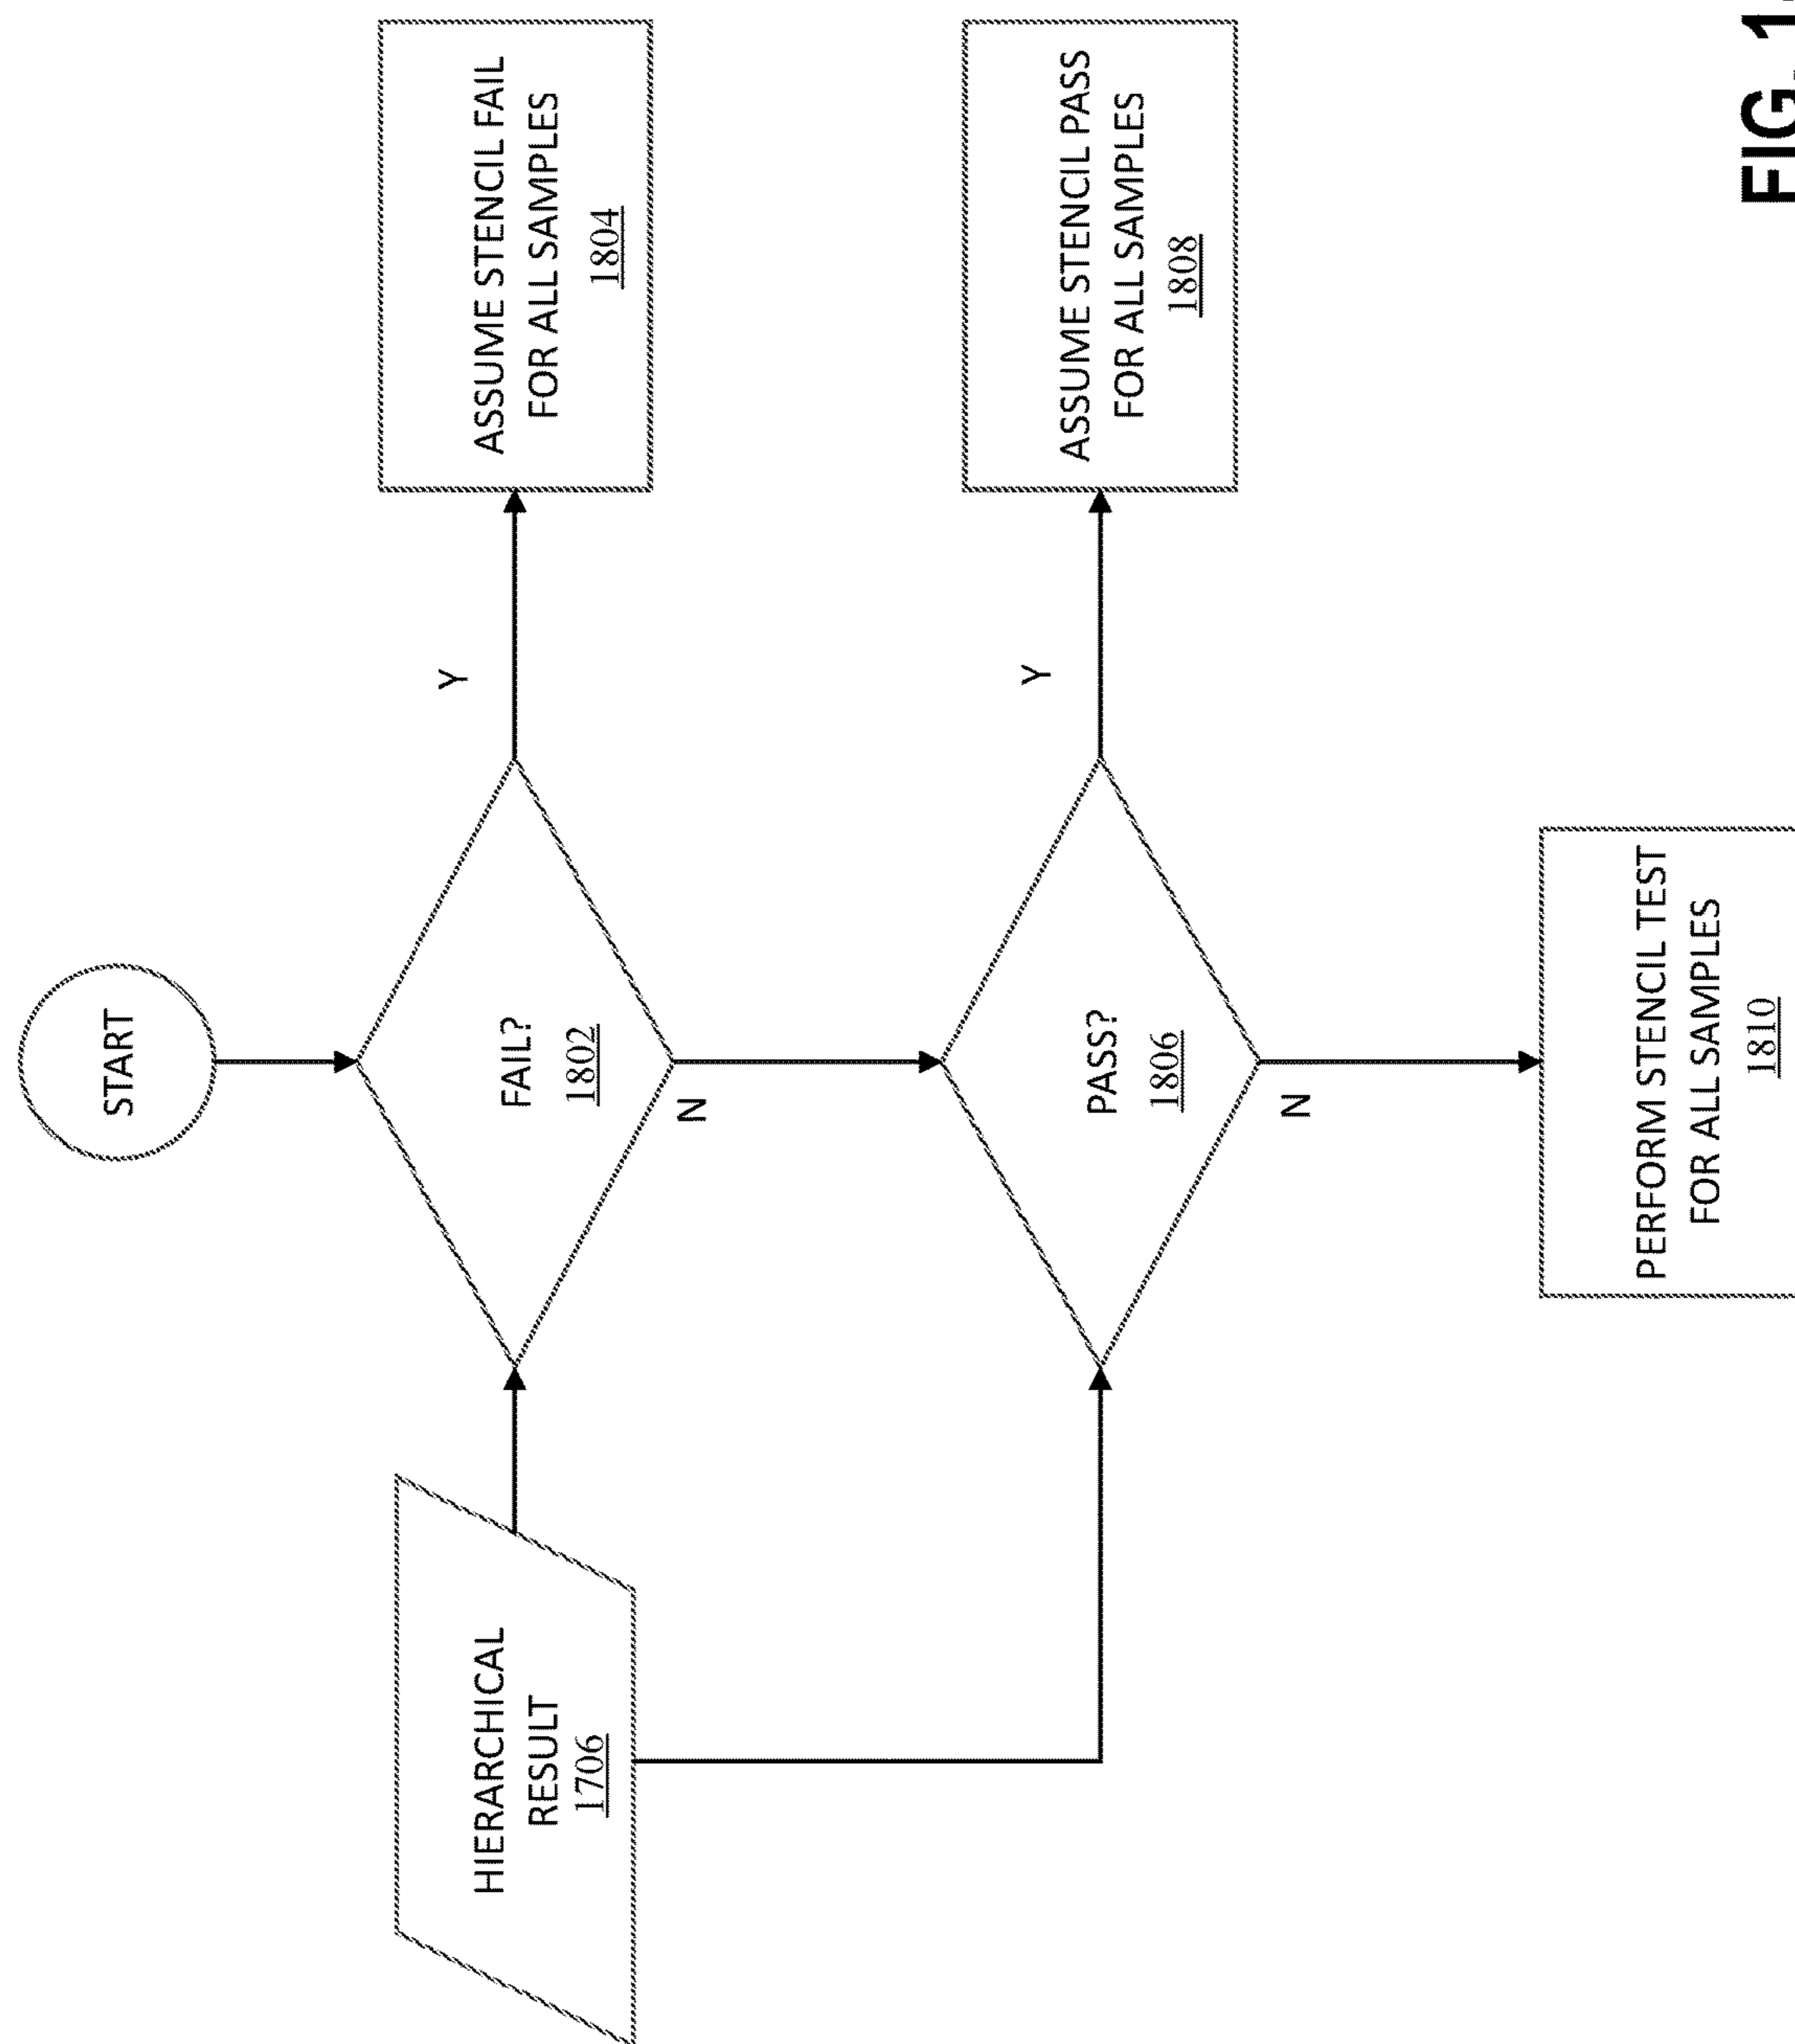 START
HIERARCHICAL
RESULT
1706
FAIL?
1802
Y
ASSUME STENCIL FAIL
FOR ALL SAMPLES
1804
N
PASS?
1806
Y
ASSUME STENCIL PASS
FOR ALL SAMPLES
1808
N
PERFORM STENCIL TEST
FOR ALL SAMPLES
1810
FIG.